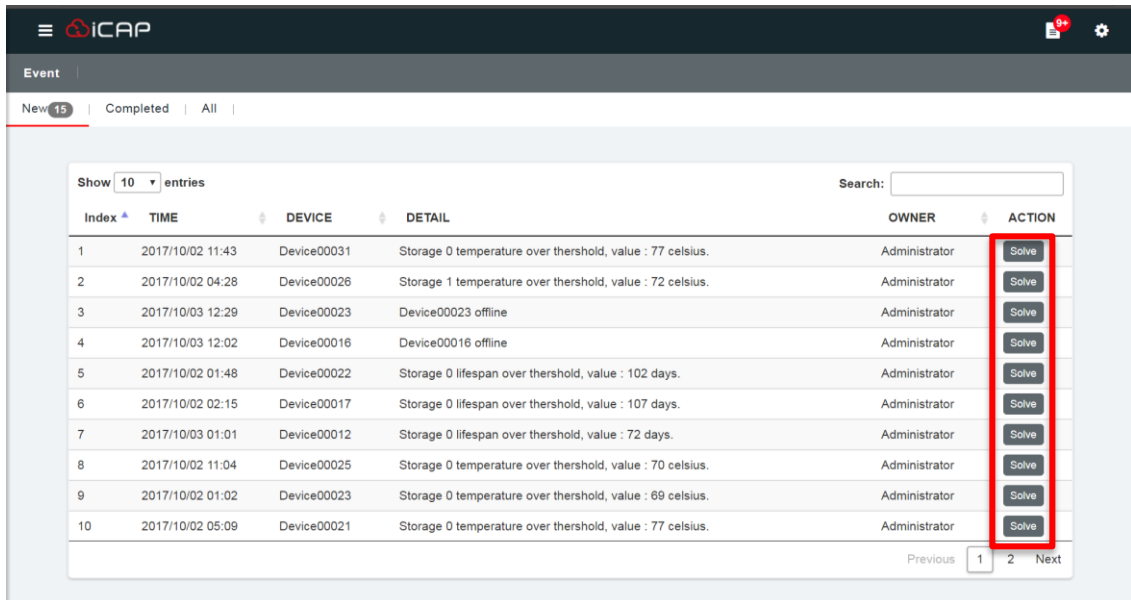 iCAP 9+
Event
New 15 | Completed | All |
Show 10 entries Search:
Index TIME DEVICE DETAIL OWNER ACTION
1 2017/10/02 11:43 Device00031 Storage 0 temperature over thershold, value : 77 celsius. Administrator Solve
2 2017/10/02 04:28 Device00026 Storage 1 temperature over thershold, value : 72 celsius. Administrator Solve
3 2017/10/03 12:29 Device00023 Device00023 offline Administrator Solve
4 2017/10/03 12:02 Device00016 Device00016 offline Administrator Solve
5 2017/10/02 01:48 Device00022 Storage 0 lifespan over thershold, value : 102 days. Administrator Solve
6 2017/10/02 02:15 Device00017 Storage 0 lifespan over thershold, value : 107 days. Administrator Solve
7 2017/10/03 01:01 Device00012 Storage 0 lifespan over thershold, value : 72 days. Administrator Solve
8 2017/10/02 11:04 Device00025 Storage 0 temperature over thershold, value : 70 celsius. Administrator Solve
9 2017/10/02 01:02 Device00023 Storage 0 temperature over thershold, value : 69 celsius. Administrator Solve
10 2017/10/02 05:09 Device00021 Storage 0 temperature over thershold, value : 77 celsius. Administrator Solve
Previous 1 2 Next